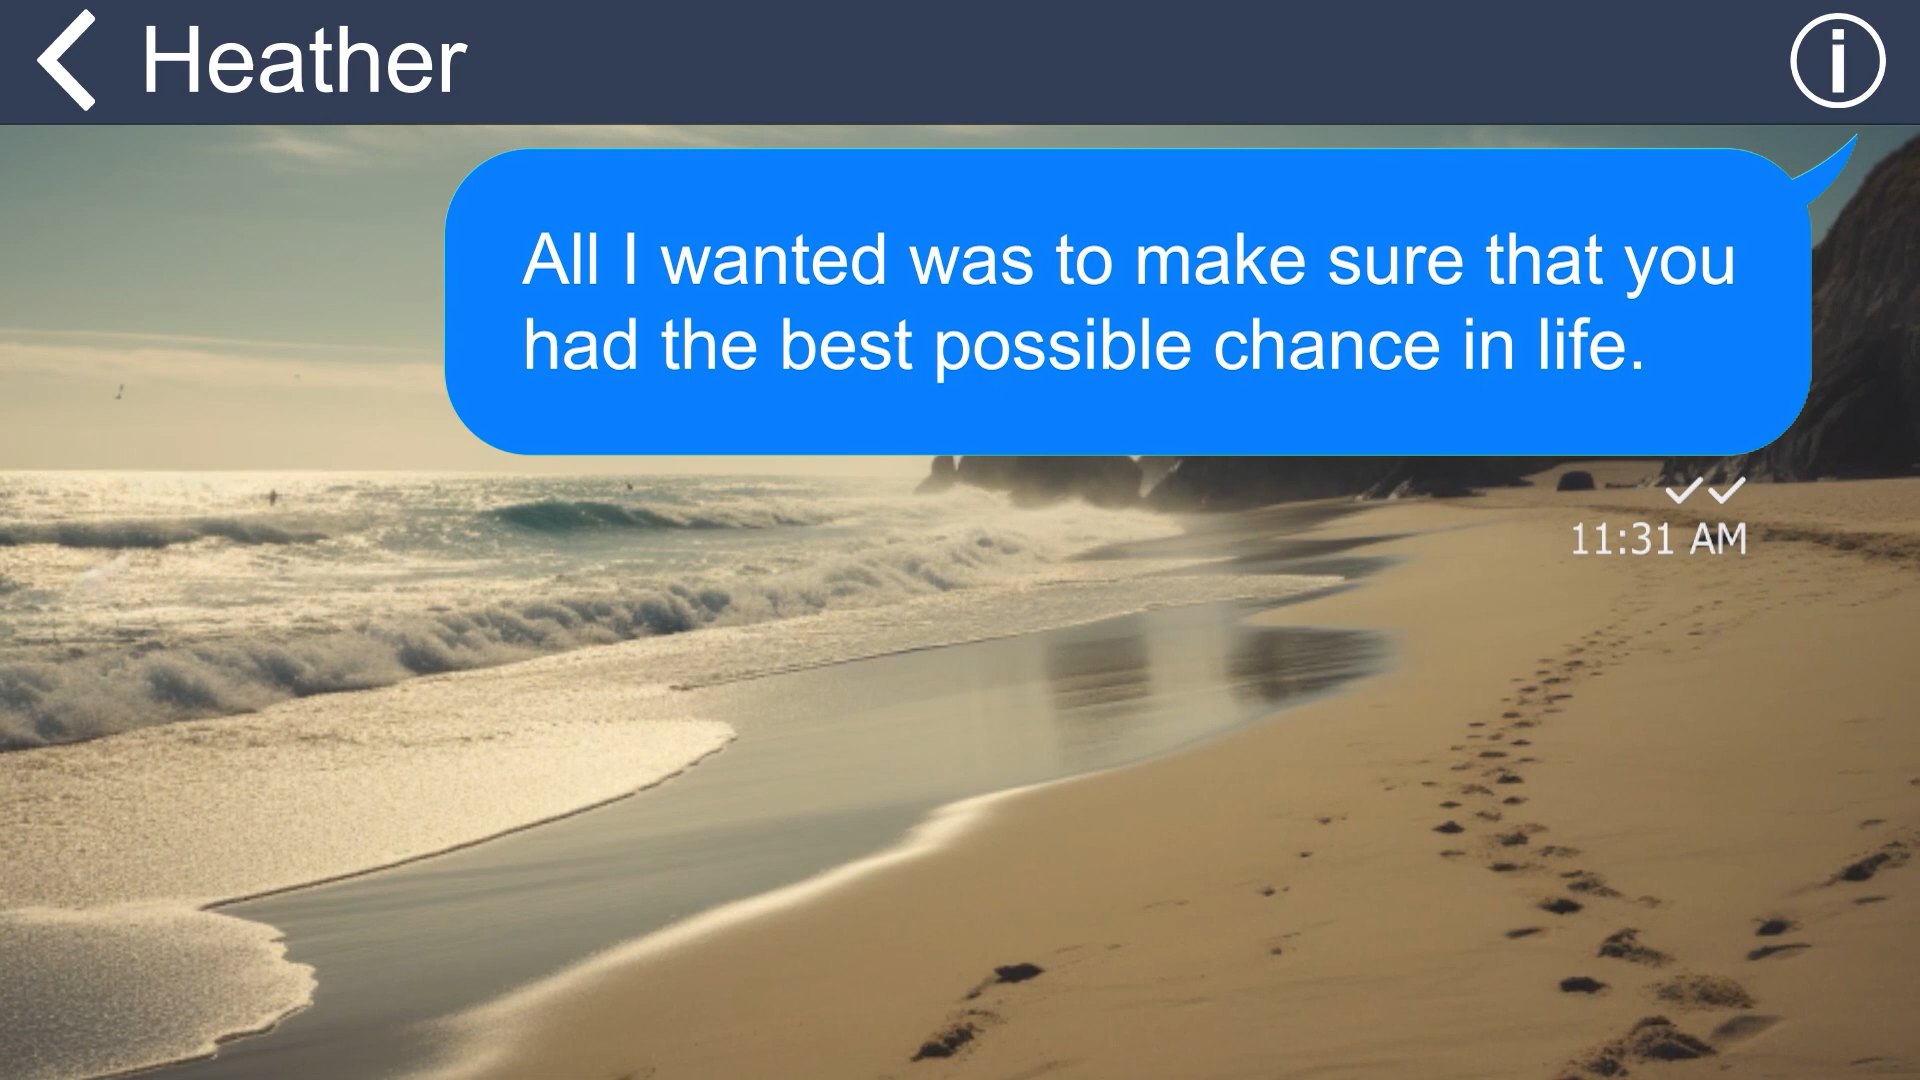 Heather
All I wanted was to make sure that you
had the best possible chance in life.
11:31 AM